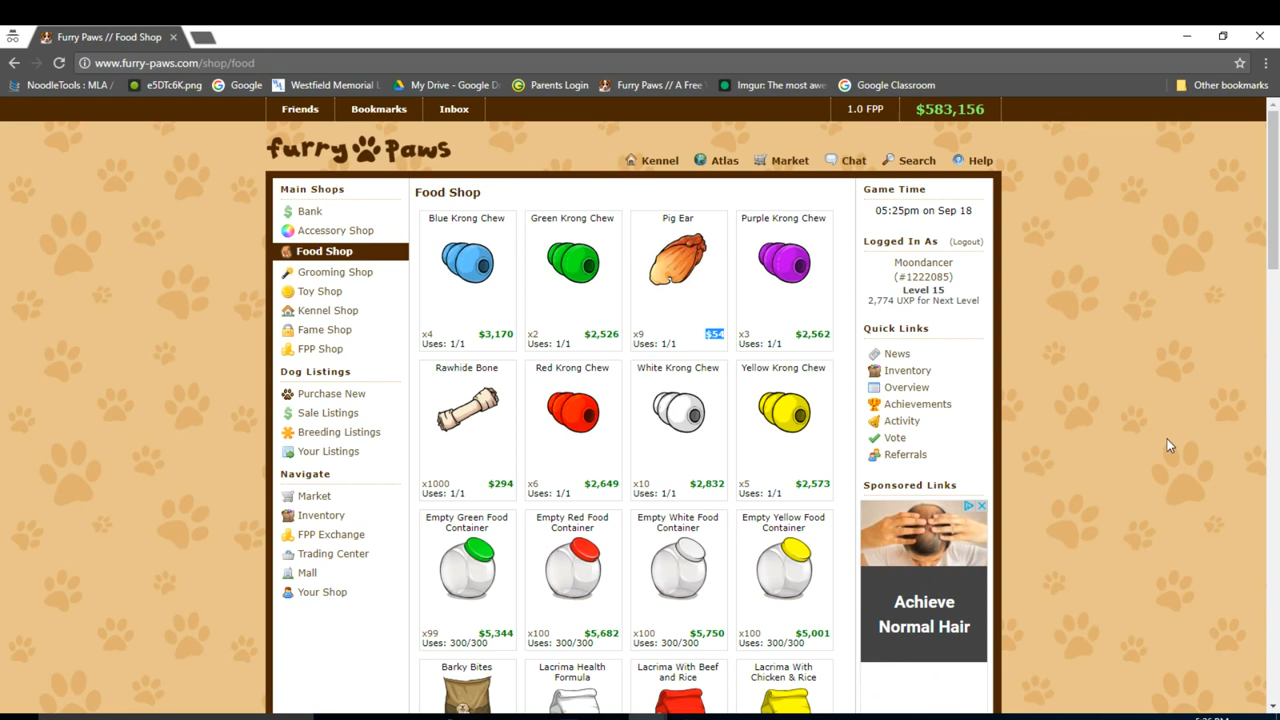 Furry Paws // Food Shop
www.furry-paws.com/shop/food
NoodleTools : MLA /
e5DTc6K.png
Google
Westfield Memorial
My Drive - Google D
Parents Login
Furry Paws // A Free
Imgur: The most awe
Google Classroom
Other bookmarks
Friends
Bookmarks
Inbox
1.0 FPP
$583,156
furry Paws
Kennel
Atlas
Market
Chat
Search
Help
Main Shops
Bank
Accessory Shop
Food Shop
Grooming Shop
Toy Shop
Kennel Shop
Fame Shop
FPP Shop
Dog Listings
Purchase New
Sale Listings
Breeding Listings
Your Listings
Navigate
Market
Inventory
FPP Exchange
Trading Center
Mall
Your Shop
Food Shop
Blue Krong Chew
x4 $3,170
Uses: 1/1
Green Krong Chew
x2 $2,526
Uses: 1/1
Pig Ear
x9 $54
Uses: 1/1
Purple Krong Chew
x3 $2,562
Uses: 1/1
Rawhide Bone
x1000 $294
Uses: 1/1
Red Krong Chew
x6 $2,649
Uses: 1/1
White Krong Chew
x10 $2,832
Uses: 1/1
Yellow Krong Chew
x5 $2,573
Uses: 1/1
Empty Green Food
Container
x99 $5,344
Uses: 300/300
Empty Red Food
Container
x100 $5,682
Uses: 300/300
Empty White Food
Container
x100 $5,750
Uses: 300/300
Empty Yellow Food
Container
x100 $5,001
Uses: 300/300
Barky Bites
Lacrima Health
Formula
Lacrima With Beef
and Rice
Lacrima With
Chicken & Rice
Game Time
05:25pm on Sep 18
Logged In As (Logout)
Moondancer
(#1222085)
Level 15
2,774 UXP for Next Level
Quick Links
News
Inventory
Overview
Achievements
Activity
Vote
Referrals
Sponsored Links
Achieve
Normal Hair